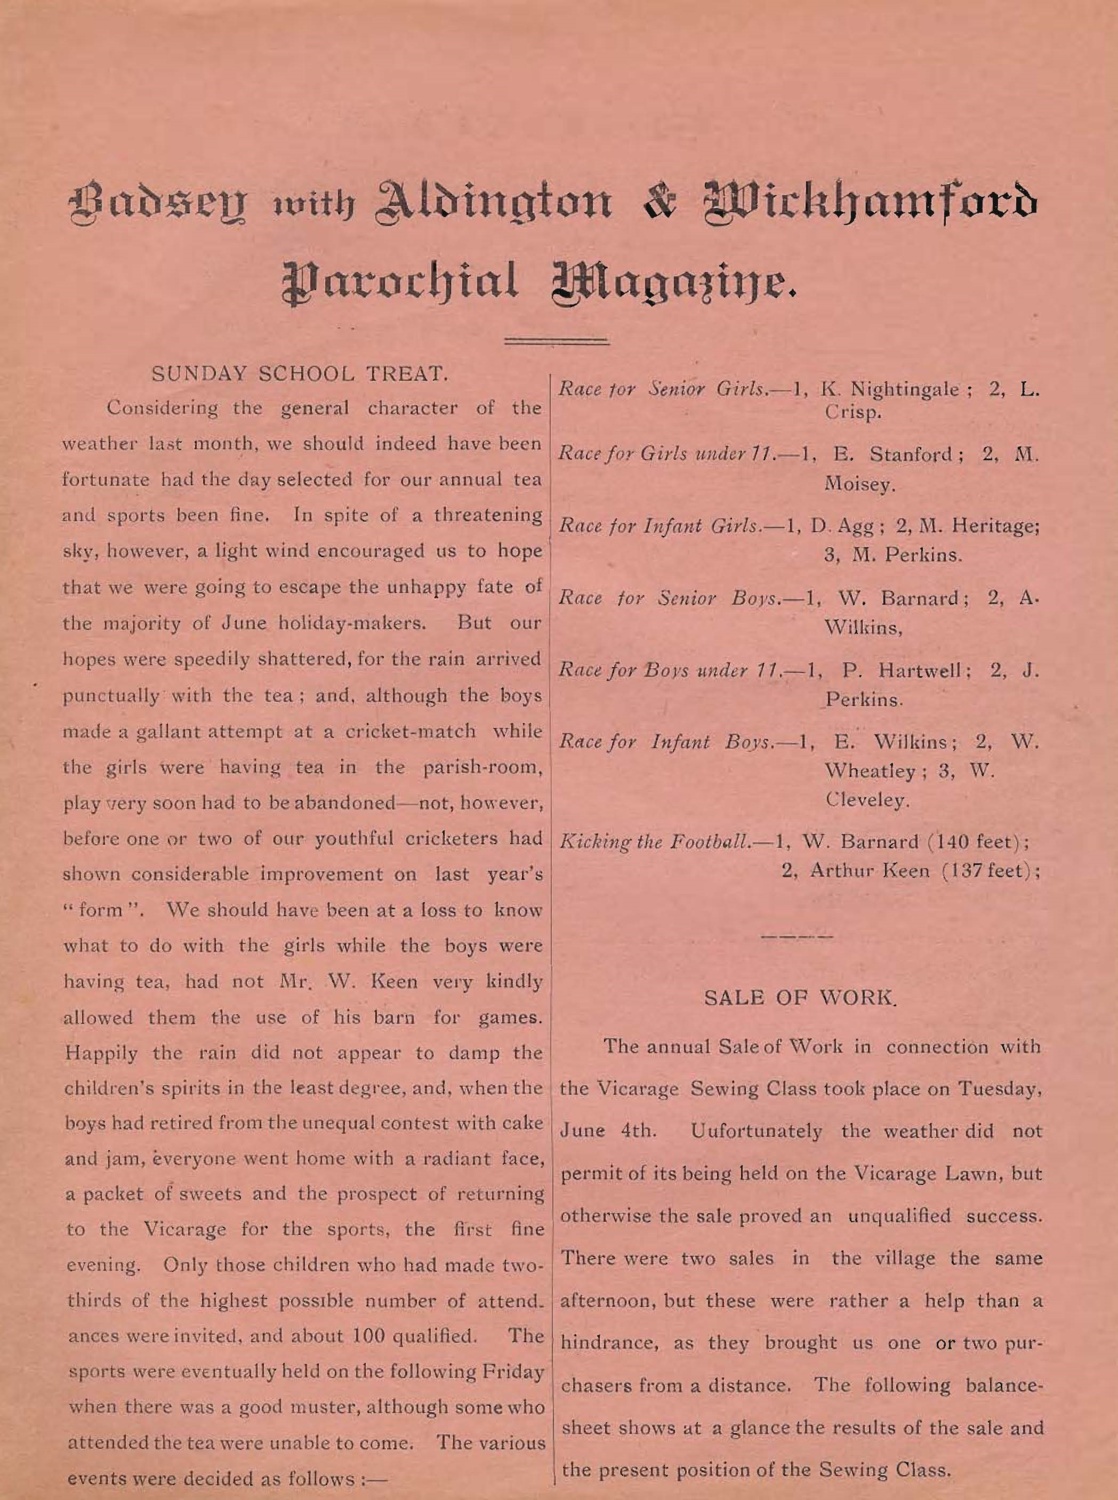 Badsey with Aldington & Wickhamford
Parochial Magazine.
SUNDAY SCHOOL TREAT.
Considering the general character of the
weather last month, we should indeed have been
fortunate had the day selected for our annual tea
and sports been fine. In spite of a threatening
sky, however, a light wind encouraged us to hope
that we were going to escape the unhappy fate of
the majority of June holiday-makers. But our
hopes were speedily shattered, for the rain arrived
punctually with the tea ; and, although the boys
made a gallant attempt at a cricket-match while
the girls were having tea in the parish-room,
play very soon had to be abandoned—not, however,
before one or two of our youthful cricketers had
shown considerable improvement on last year's
“ form ”. We should have been at a loss to know
what to do with the girls while the boys were
having tea, had not Mr. W. Keen very kindly
allowed them the use of his barn for games.
Happily the rain did not appear to damp the
children's spirits in the least degree, and, when the
boys had retired from the unequal contest with cake
and jam, everyone went home with a radiant face,
a packet of sweets and the prospect of returning
to the Vicarage for the sports, the first fine
evening. Only those children who had made two-
thirds of the highest possible number of attend-
ances were invited, and about 100 qualified. The
sports were eventually held on the following Friday
when there was a good muster, although some who
attended the tea were unable to come. The various
events were decided as follows :—
Race for Senior Girls.—1, K. Nightingale ; 2, L.
Crisp.
Race for Girls under 11.—1, E. Stanford ; 2, M.
Moisey.
Race for Infant Girls.—1, D. Agg ; 2, M. Heritage;
3, M. Perkins.
Race for Senior Boys.—1, W. Barnard ; 2, A.
Wilkins,
Race for Boys under 11.—1, P. Hartwell ; 2, J.
Perkins.
Race for Infant Boys.—1, E. Wilkins ; 2, W.
Wheatley ; 3, W.
Cleveley.
Kicking the Football.—1, W. Barnard (140 feet) ;
2, Arthur Keen (137 feet) ;
SALE OF WORK.
The annual Sale of Work in connection with
the Vicarage Sewing Class took place on Tuesday,
June 4th. Uufortunately the weather did not
permit of its being held on the Vicarage Lawn, but
otherwise the sale proved an unqualified success.
There were two sales in the village the same
afternoon, but these were rather a help than a
hindrance, as they brought us one or two pur-
chasers from a distance. The following balance-
sheet shows at a glance the results of the sale and
the present position of the Sewing Class.